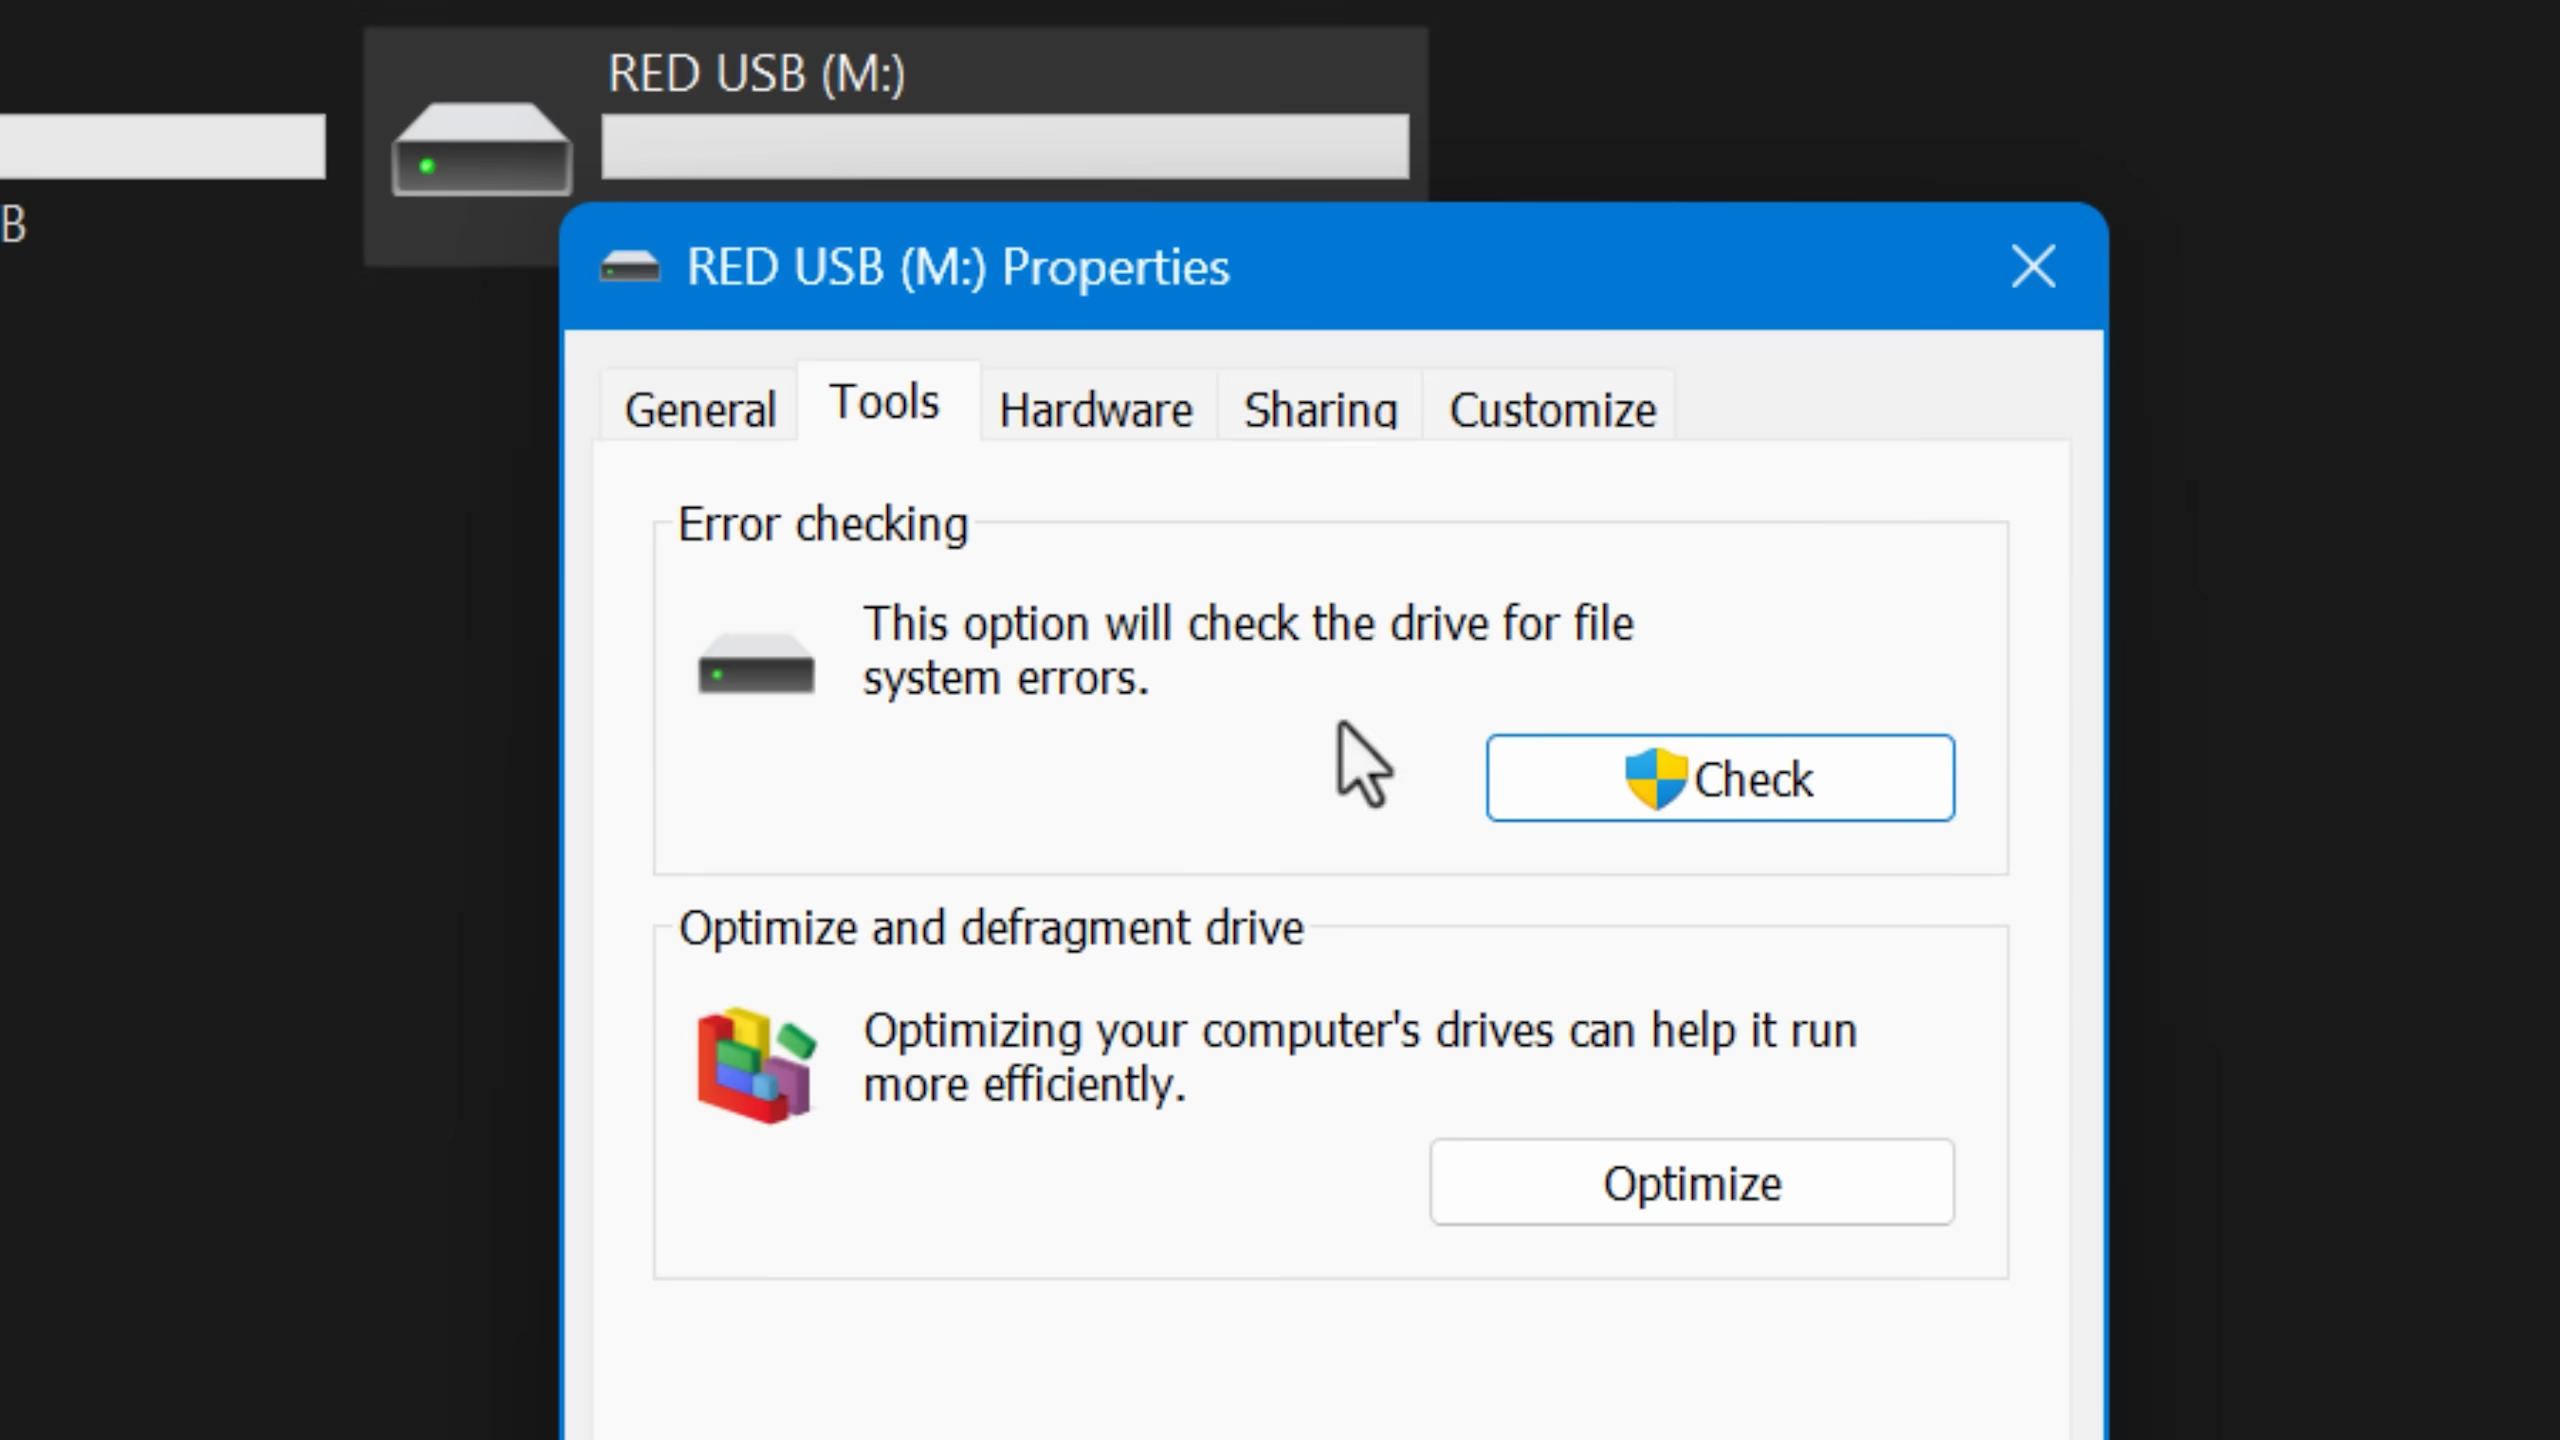 RED USB (M:)
B
RED USB (M:) Properties
General Tools Hardware Sharing Customize
Error checking
This option will check the drive for file
system errors.
Check
Optimize and defragment drive
Optimizing your computer's drives can help it run
more efficiently.
Optimize